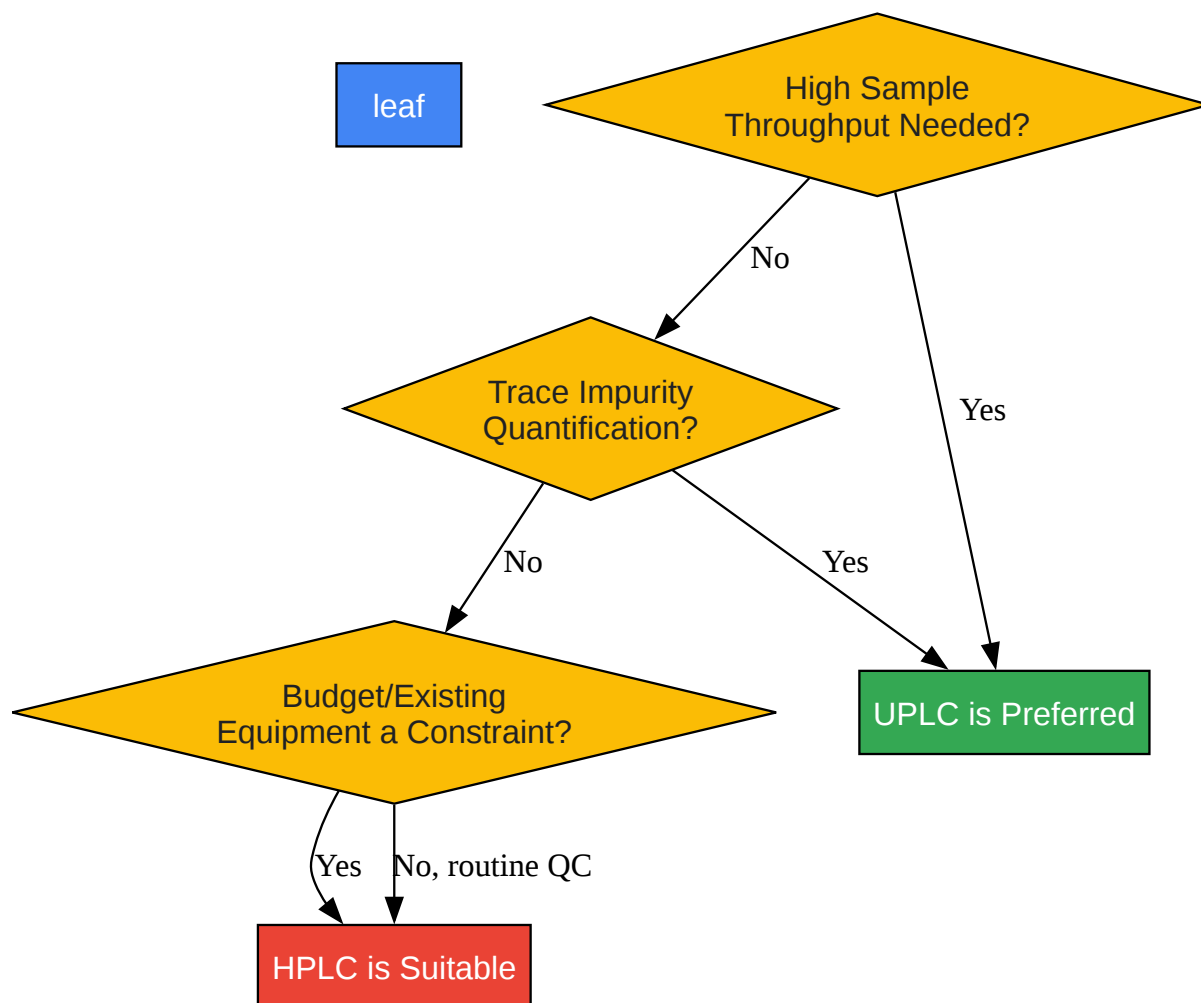 leaf
High Sample
Throughput Needed?
No
Yes
Trace Impurity
Quantification?
No
Yes
Budget/Existing
Equipment a Constraint?
UPLC is Preferred
Yes
No, routine QC
HPLC is Suitable